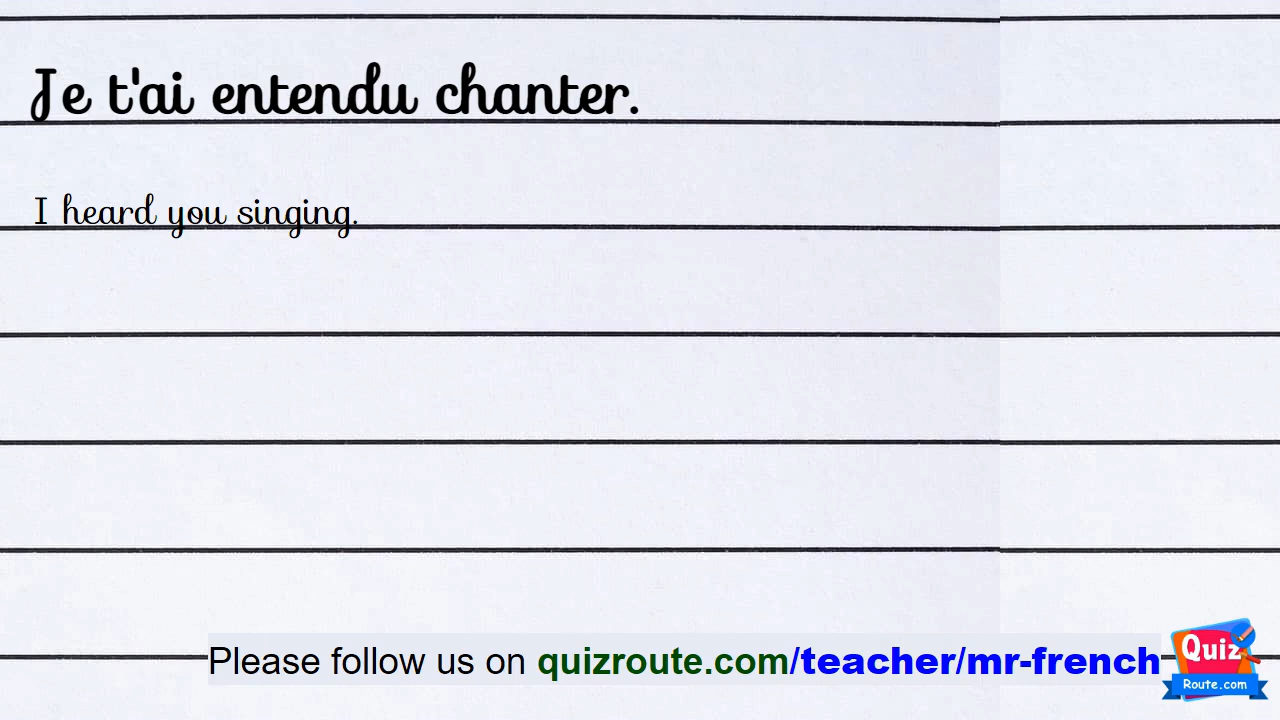 Je t'ai entendu chanter.
I heard you singing.
Please follow us on quizroute.com/teacher/mr-french
Quiz
Route.com